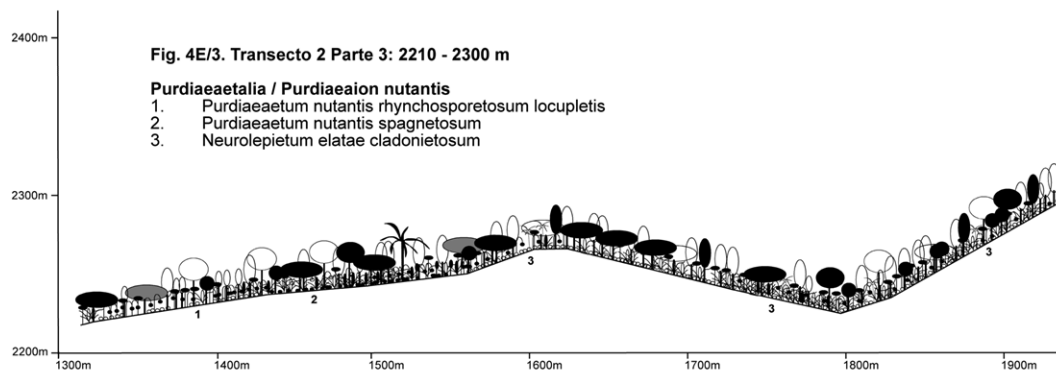 2400m
Fig. 4E/3. Transecto 2 Parte 3: 2210 - 2300 m
Purdiaeaetalia / Purdiaeaion nutantis
1. Purdiaeaetum nutantis rhynchosporetosum locupletis
2. Purdiaeaetum nutantis spagnetosum
3. Neurolepietum elatae cladonietosum
2300m
3
3
1
2
3
2200m
1300m 1400m 1500m 1600m 1700m 1800m 1900m